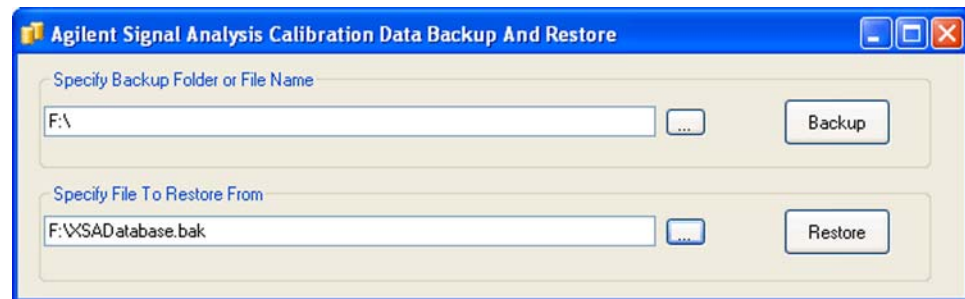 Agilent Signal Analysis Calibration Data Backup And Restore
Specify Backup Folder or File Name
F:\
...
Backup
Specify File To Restore From
F:\XSADatabase.bak
...
Restore